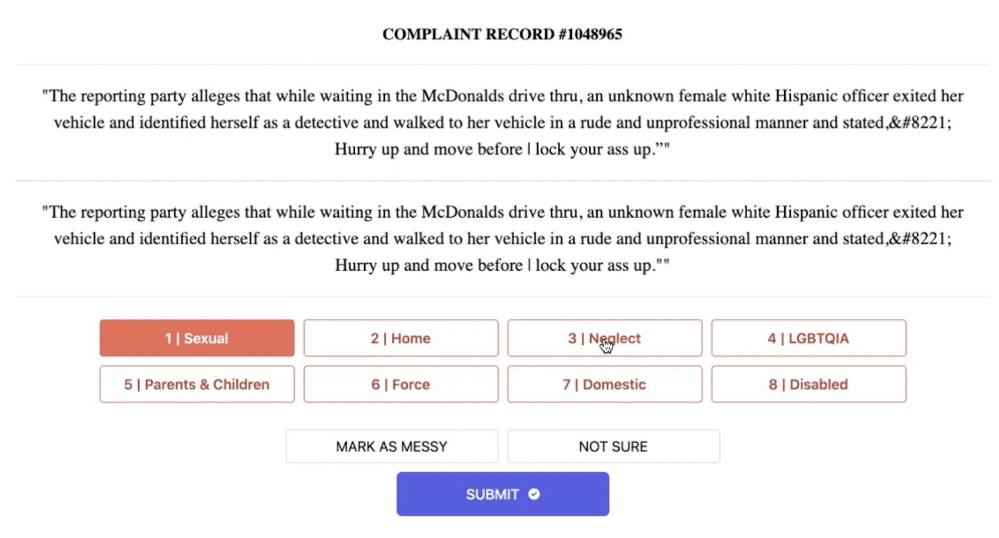 COMPLAINT RECORD #1048965
"The reporting party alleges that while waiting in the McDonalds drive thru, an unknown female white Hispanic officer exited her
vehicle and identified herself as a detective and walked to her vehicle in a rude and unprofessional manner and stated,&#8221;
Hurry up and move before l lock your ass up.”"
"The reporting party alleges that while waiting in the McDonalds drive thru, an unknown female white Hispanic officer exited her
vehicle and identified herself as a detective and walked to her vehicle in a rude and unprofessional manner and stated,&#8221;
Hurry up and move before l lock your ass up.""
1 | Sexual
2 | Home
3 | Neglect
4 | LGBTQIA
5 | Parents & Children
6 | Force
7 | Domestic
8 | Disabled
MARK AS MESSY
NOT SURE
SUBMIT